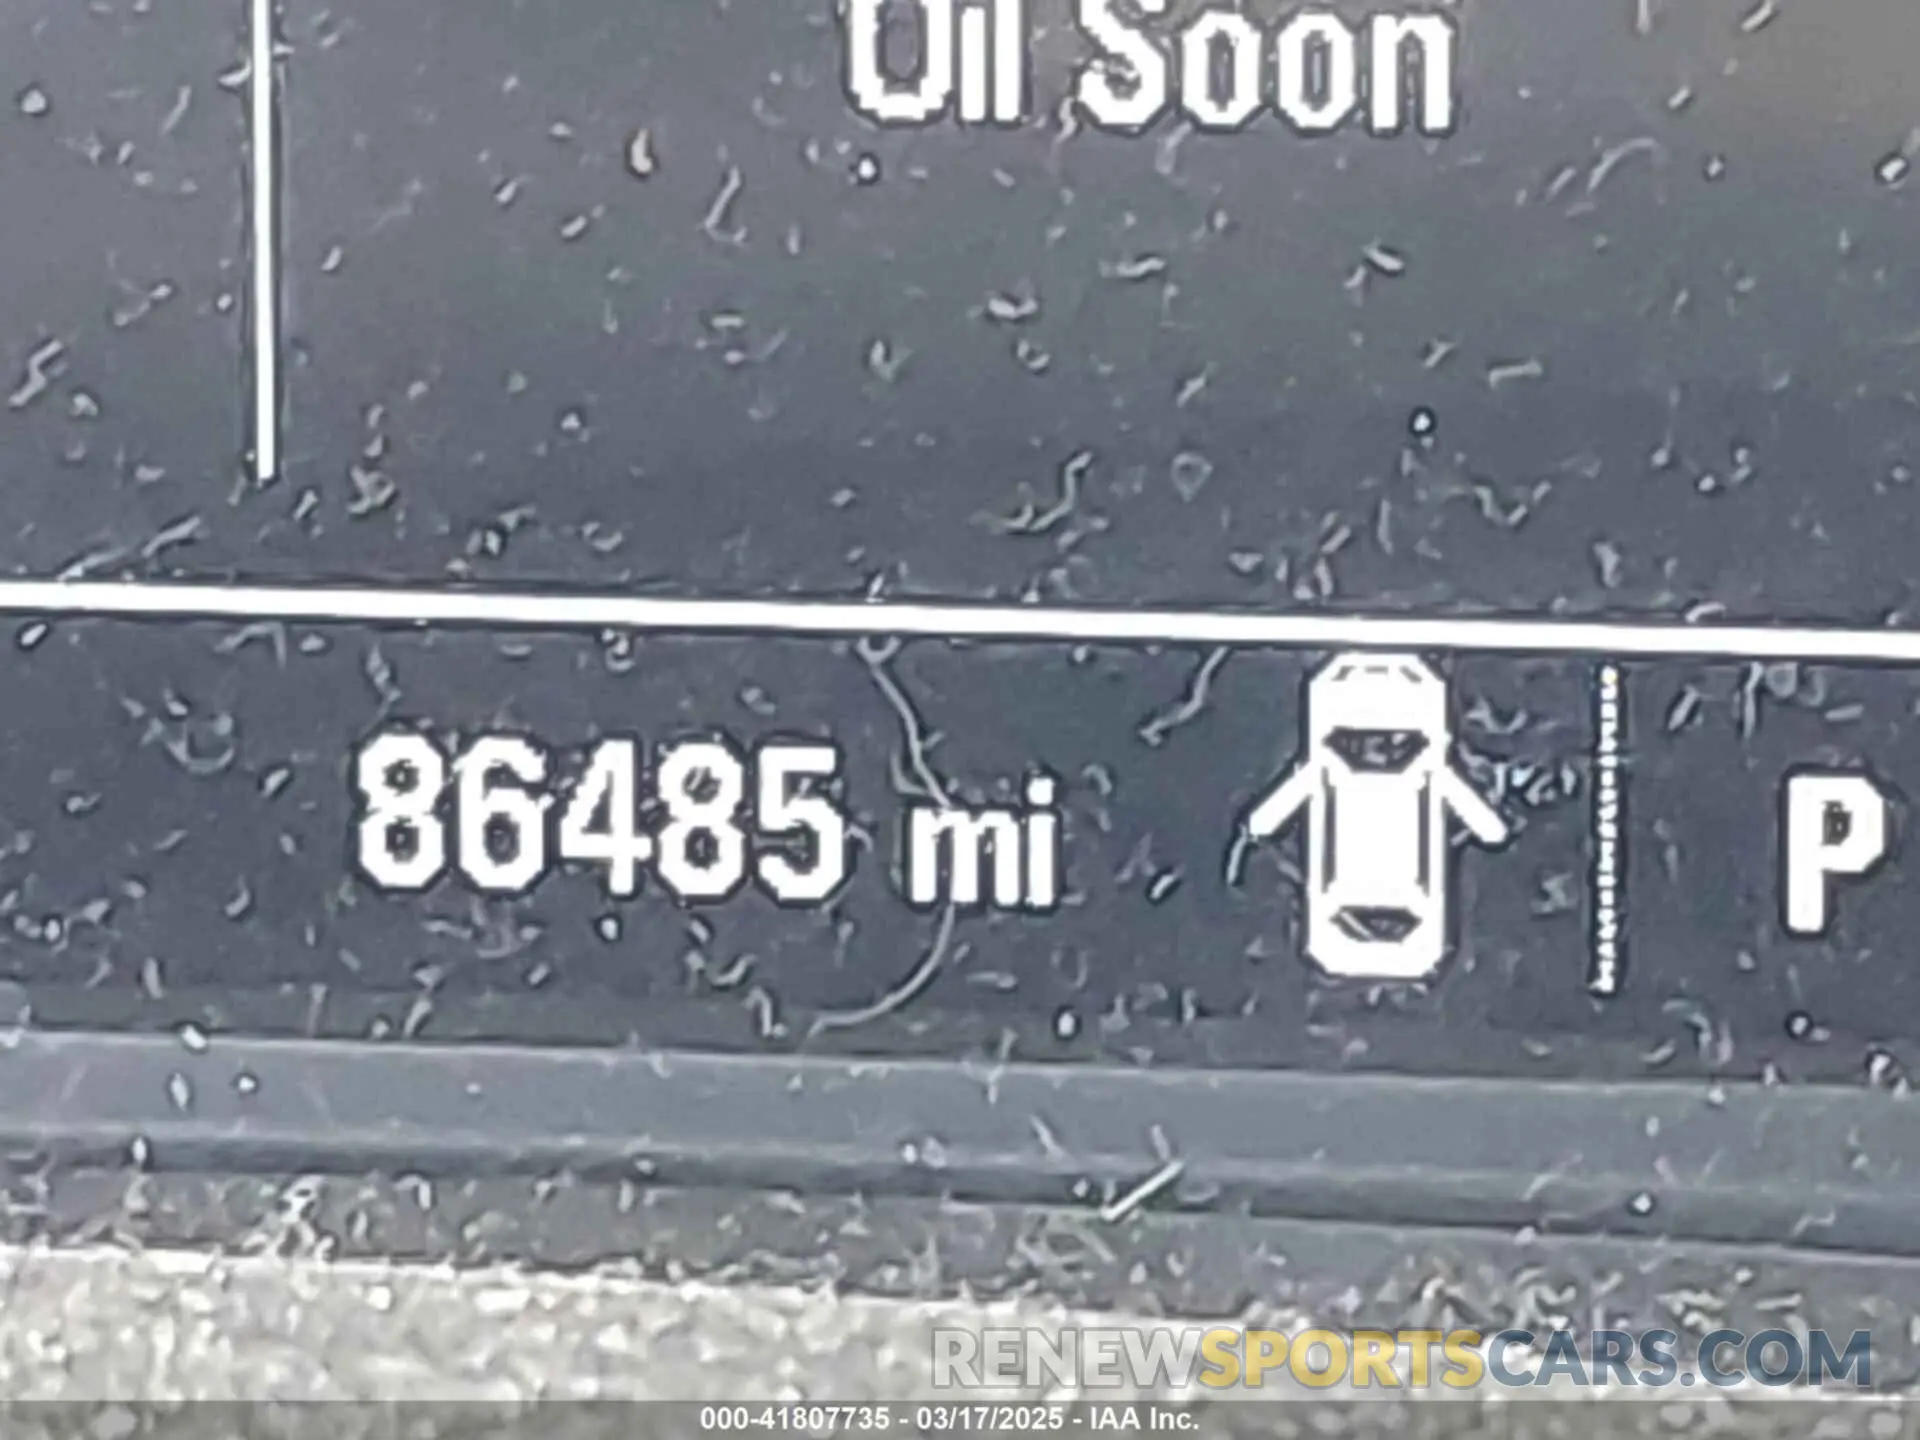 Oil Soon
86485 mi P
RENEWSPORTSCARS.COM
000-41807735 - 03/17/2025 - IAA Inc.